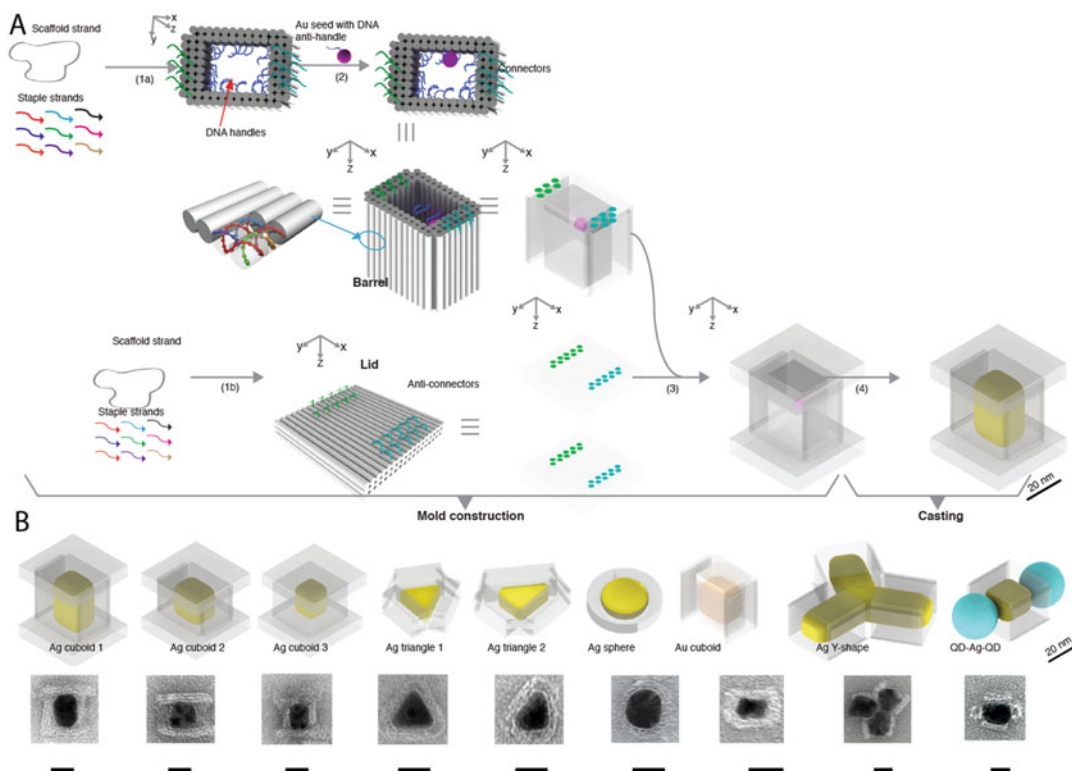 A
Scaffold strand
Staple strands
x
z
y
(1a)
DNA handles
Au seed with DNA
anti-handle
(2)
Connectors
y
x
z
y
x
z
Barrel
y
x
z
y
x
z
Scaffold strand
Staple strands
(1b)
y
x
z
Lid
Anti-connectors
(3)
(4)
20 nm
Mold construction
Casting
B
Ag cuboid 1
Ag cuboid 2
Ag cuboid 3
Ag triangle 1
Ag triangle 2
Ag sphere
Au cuboid
Ag Y-shape
QD-Ag-QD
20 nm